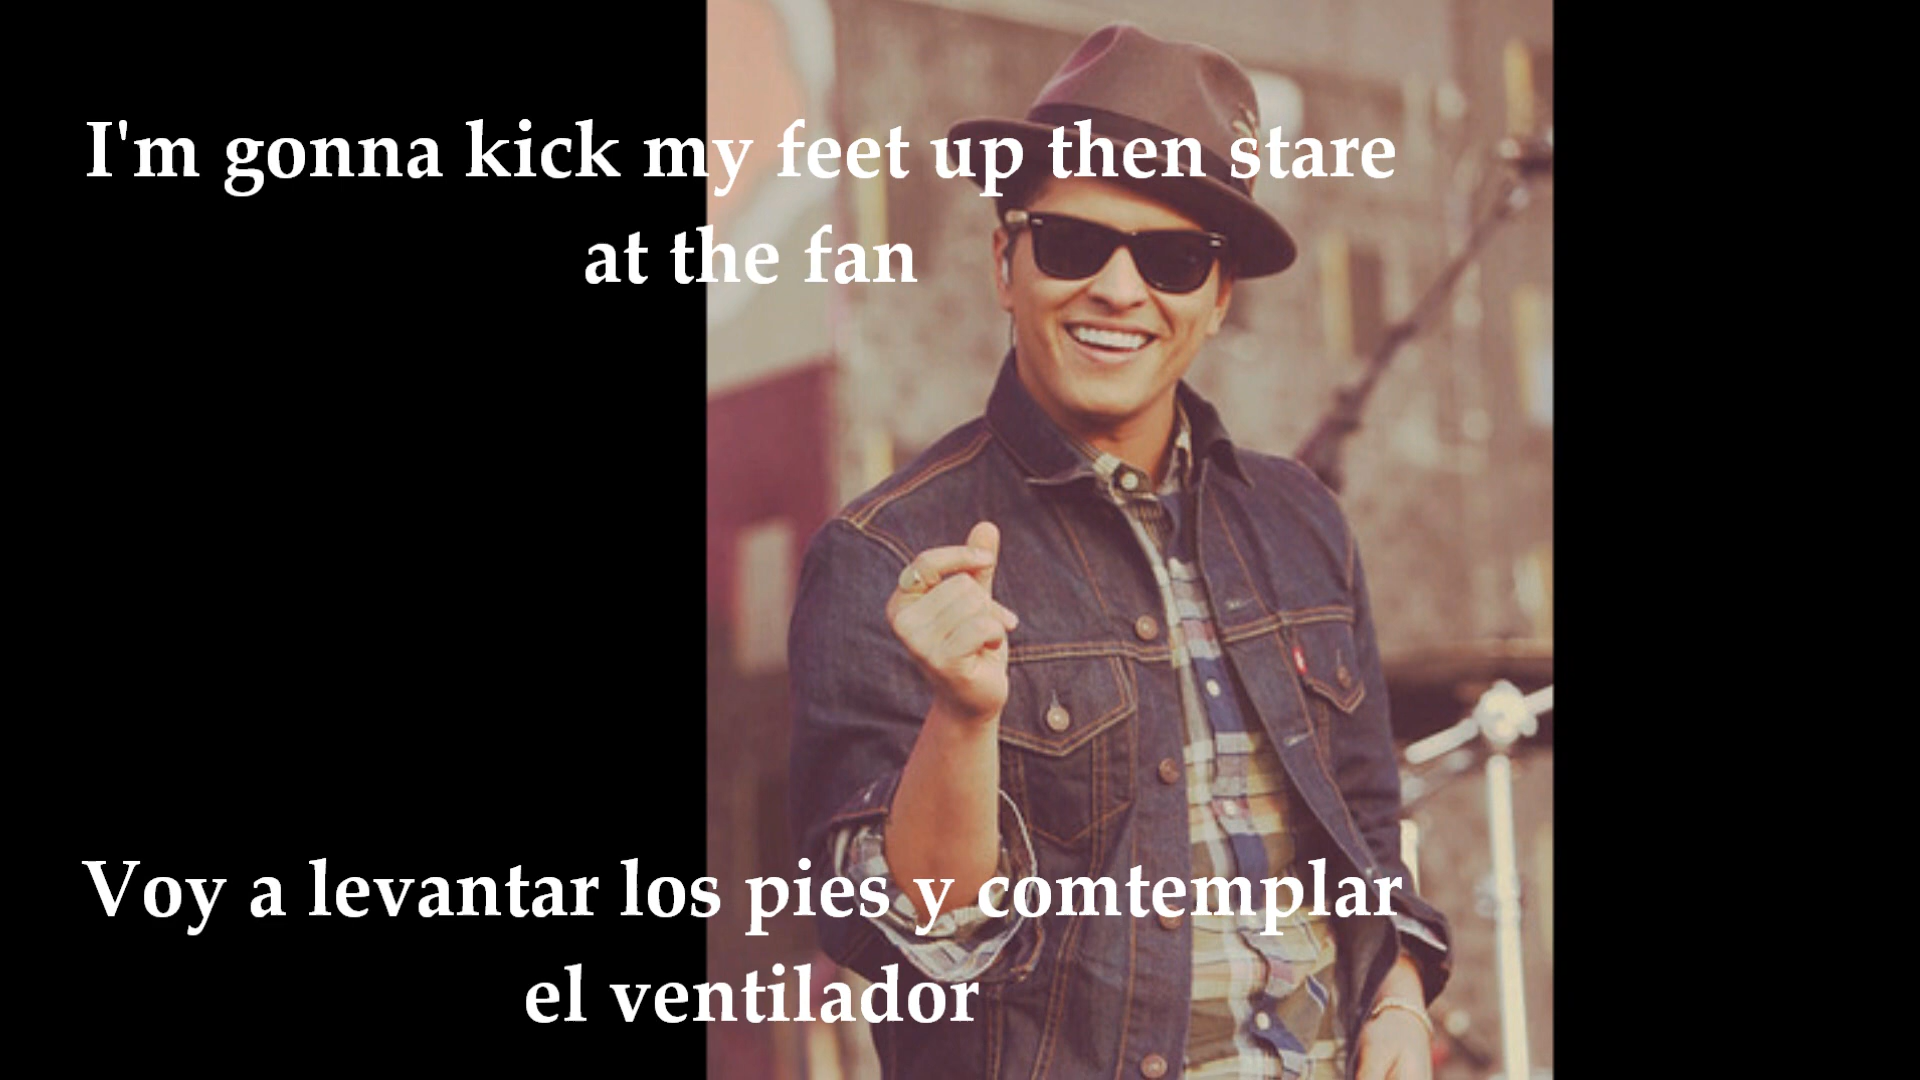 I'm gonna kick my feet up then stare
at the fan
Voy a levantar los pies y comtemplar
el ventilador